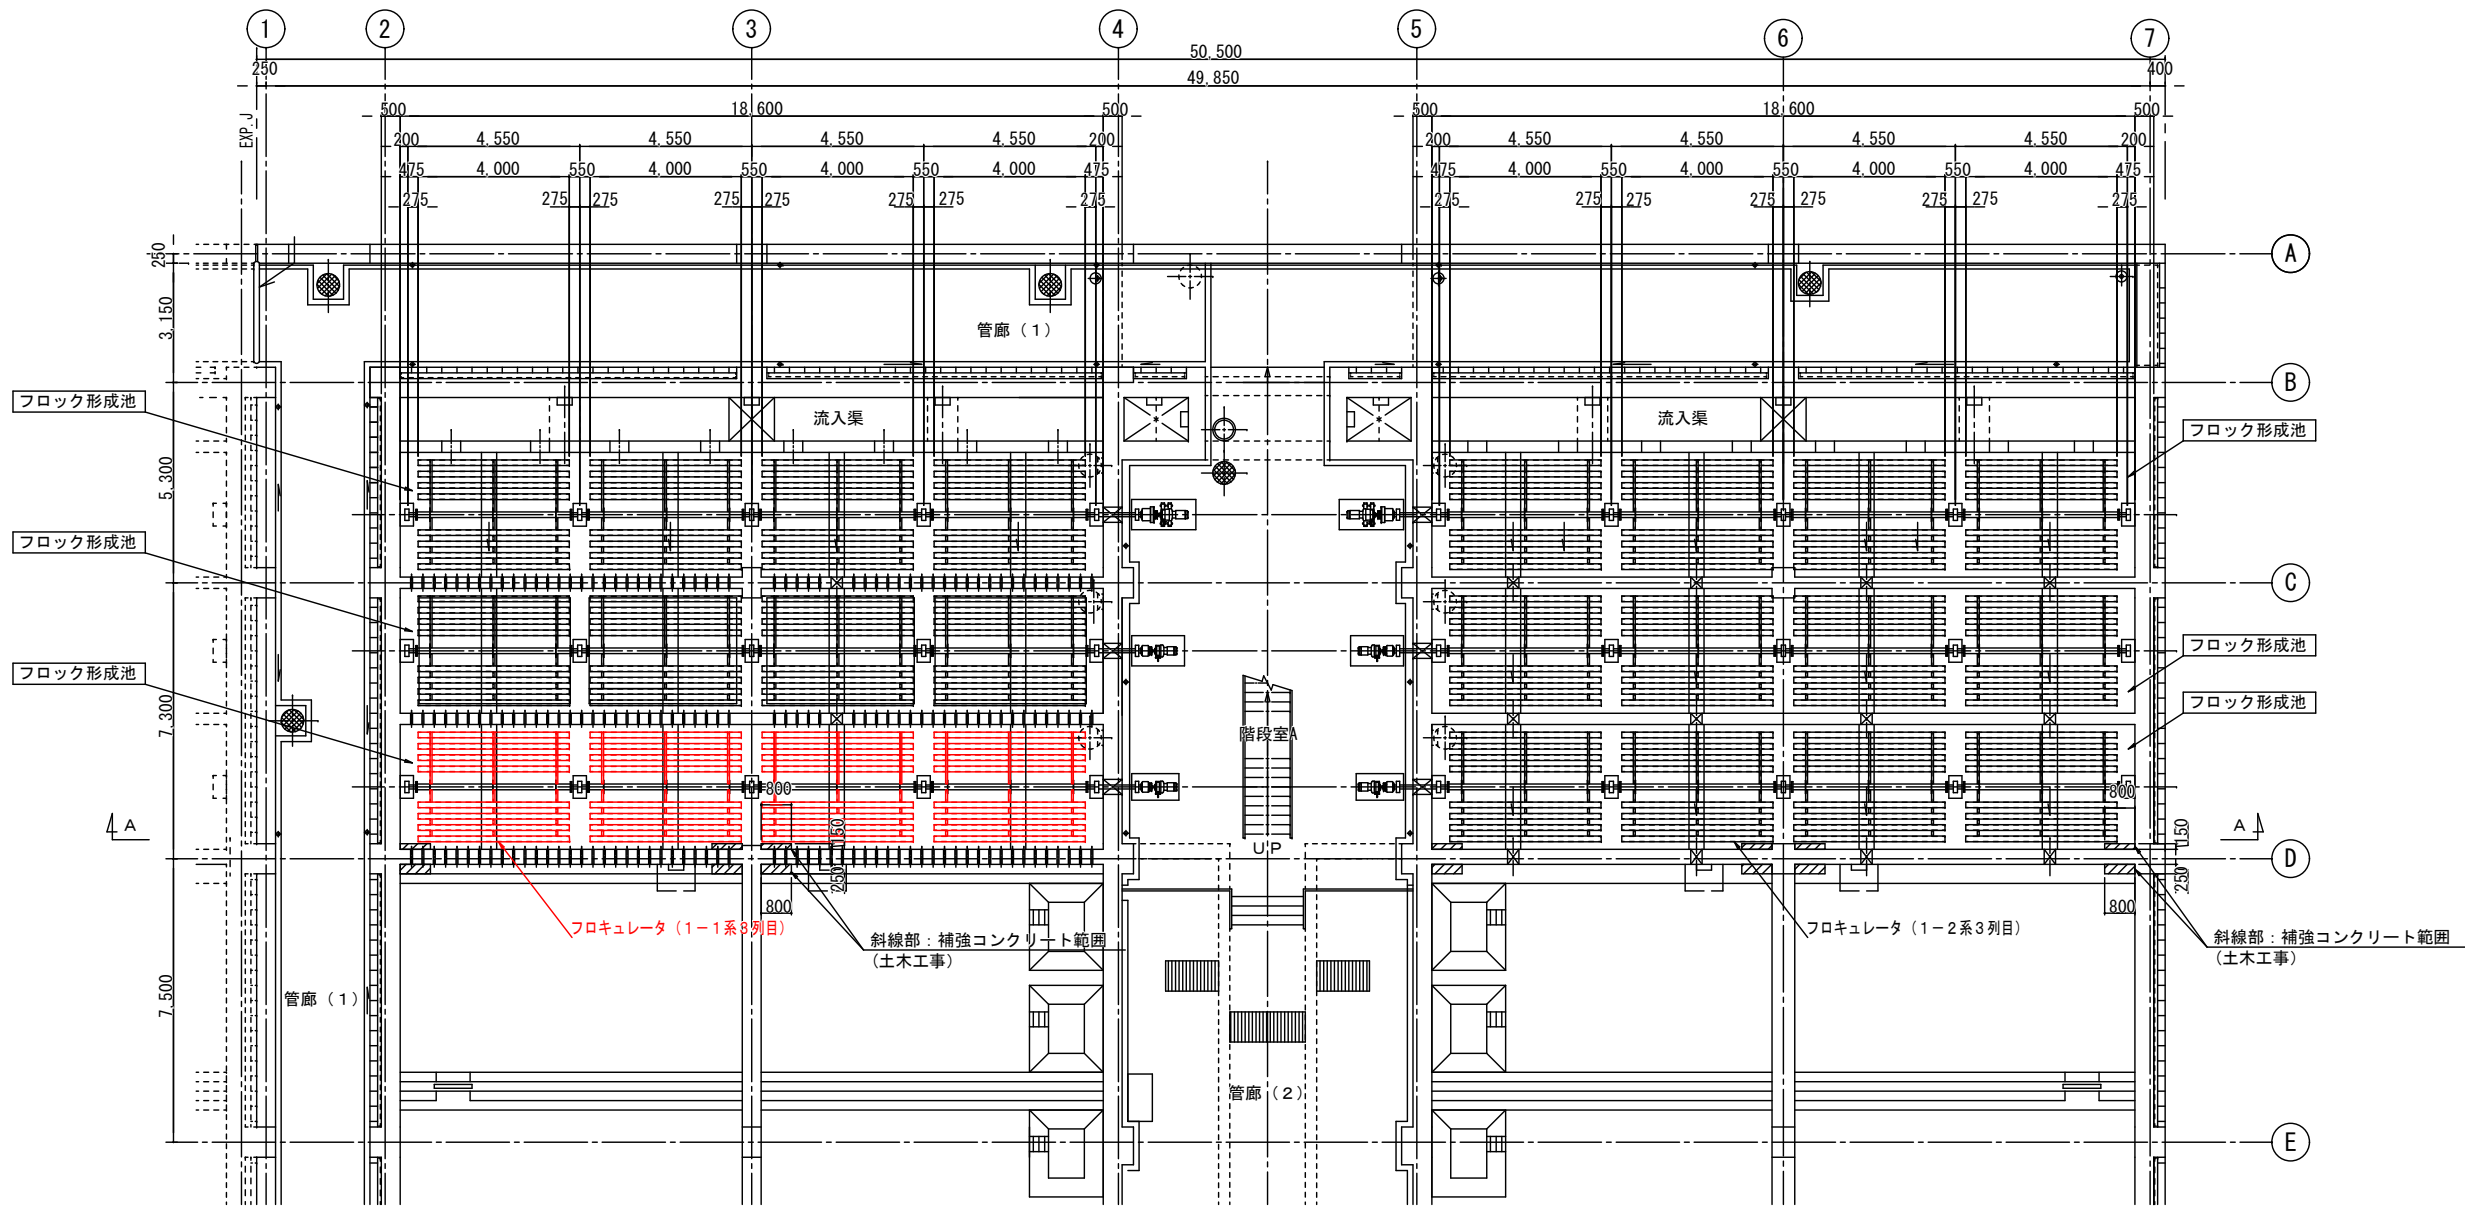 1 2 3 4 5 6 7
50,500
250 400
49,850
500 18,600 500 500 18,600 500
200 4,550 4,550 4,550 4,550 200 200 4,550 4,550 4,550 4,550 200
475 4,000 550 4,000 550 4,000 550 4,000 475 475 4,000 550 4,000 550 4,000 550 4,000 475
275 275 275 275 275 275 275 275 275 275 275 275 275 275 275 275
EXP.J
A
250
3,150
管廊（１）
B
フロック形成池
流入渠
流入渠
フロック形成池
5,300
フロック形成池
C
フロック形成池
フロック形成池
フロック形成池
7,300
階段室A
800
800
A
150
UP
150
A
D
250
250
800
800
フロキュレータ（１－１系３列目）
フロキュレータ（１－２系３列目）
斜線部：補強コンクリート範囲
(土木工事)
斜線部：補強コンクリート範囲
(土木工事)
7,500
管廊（１）
管廊（２）
E